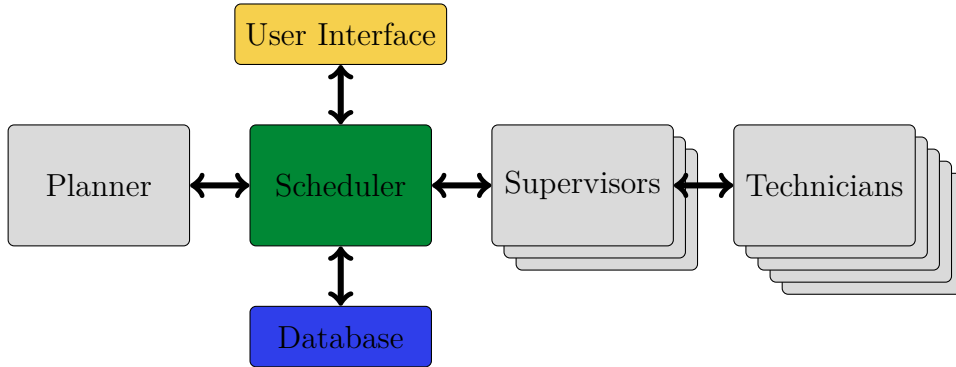 User Interface
Planner
Scheduler
Supervisors
Technicians
Database